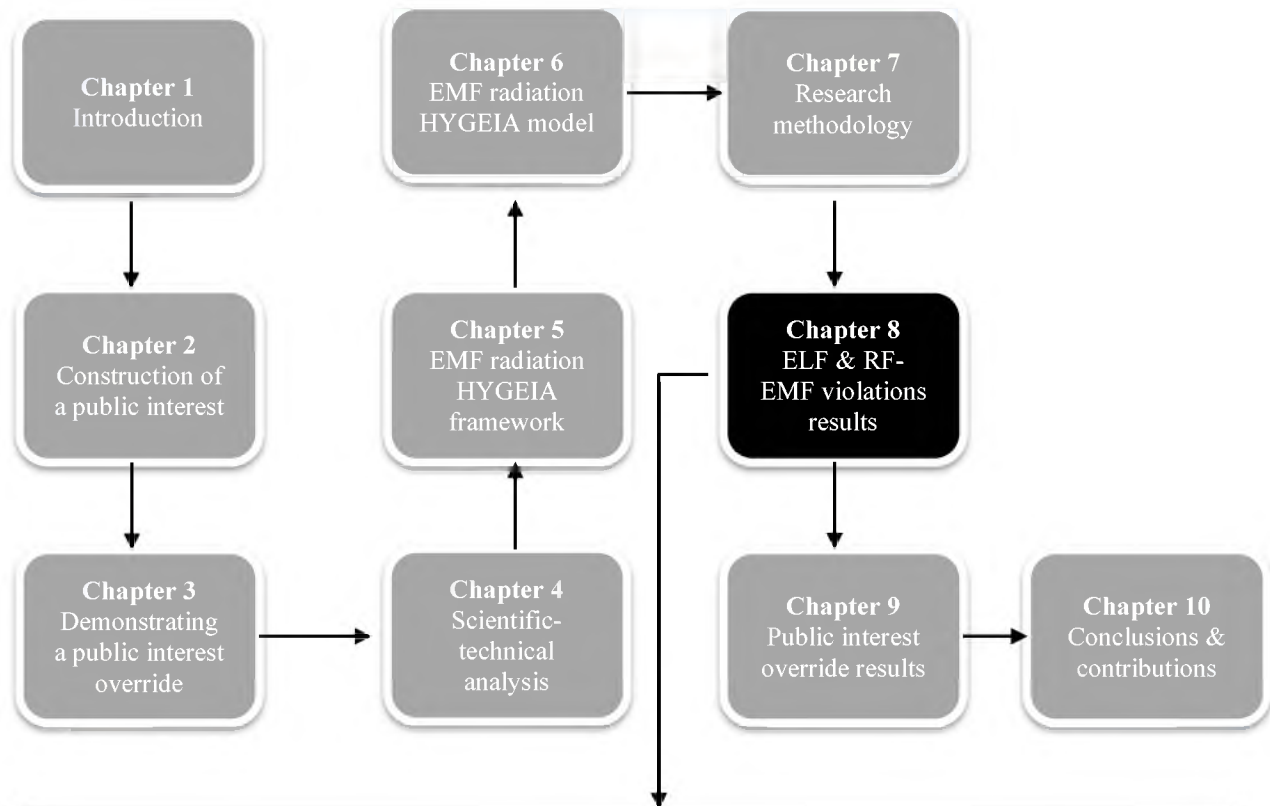 Chapter 1
Introduction
Chapter 2
Construction of
a public interest
Chapter 3
Demonstrating
a public interest
override
Chapter 4
Scientific-
technical
analysis
Chapter 5
EMF radiation
HYGEIA
framework
Chapter 6
EMF radiation
HYGEIA model
Chapter 7
Research
methodology
Chapter 8
ELF & RF-
EMF violations
results
Chapter 9
Public interest
override results
Chapter 10
Conclusions &
contributions